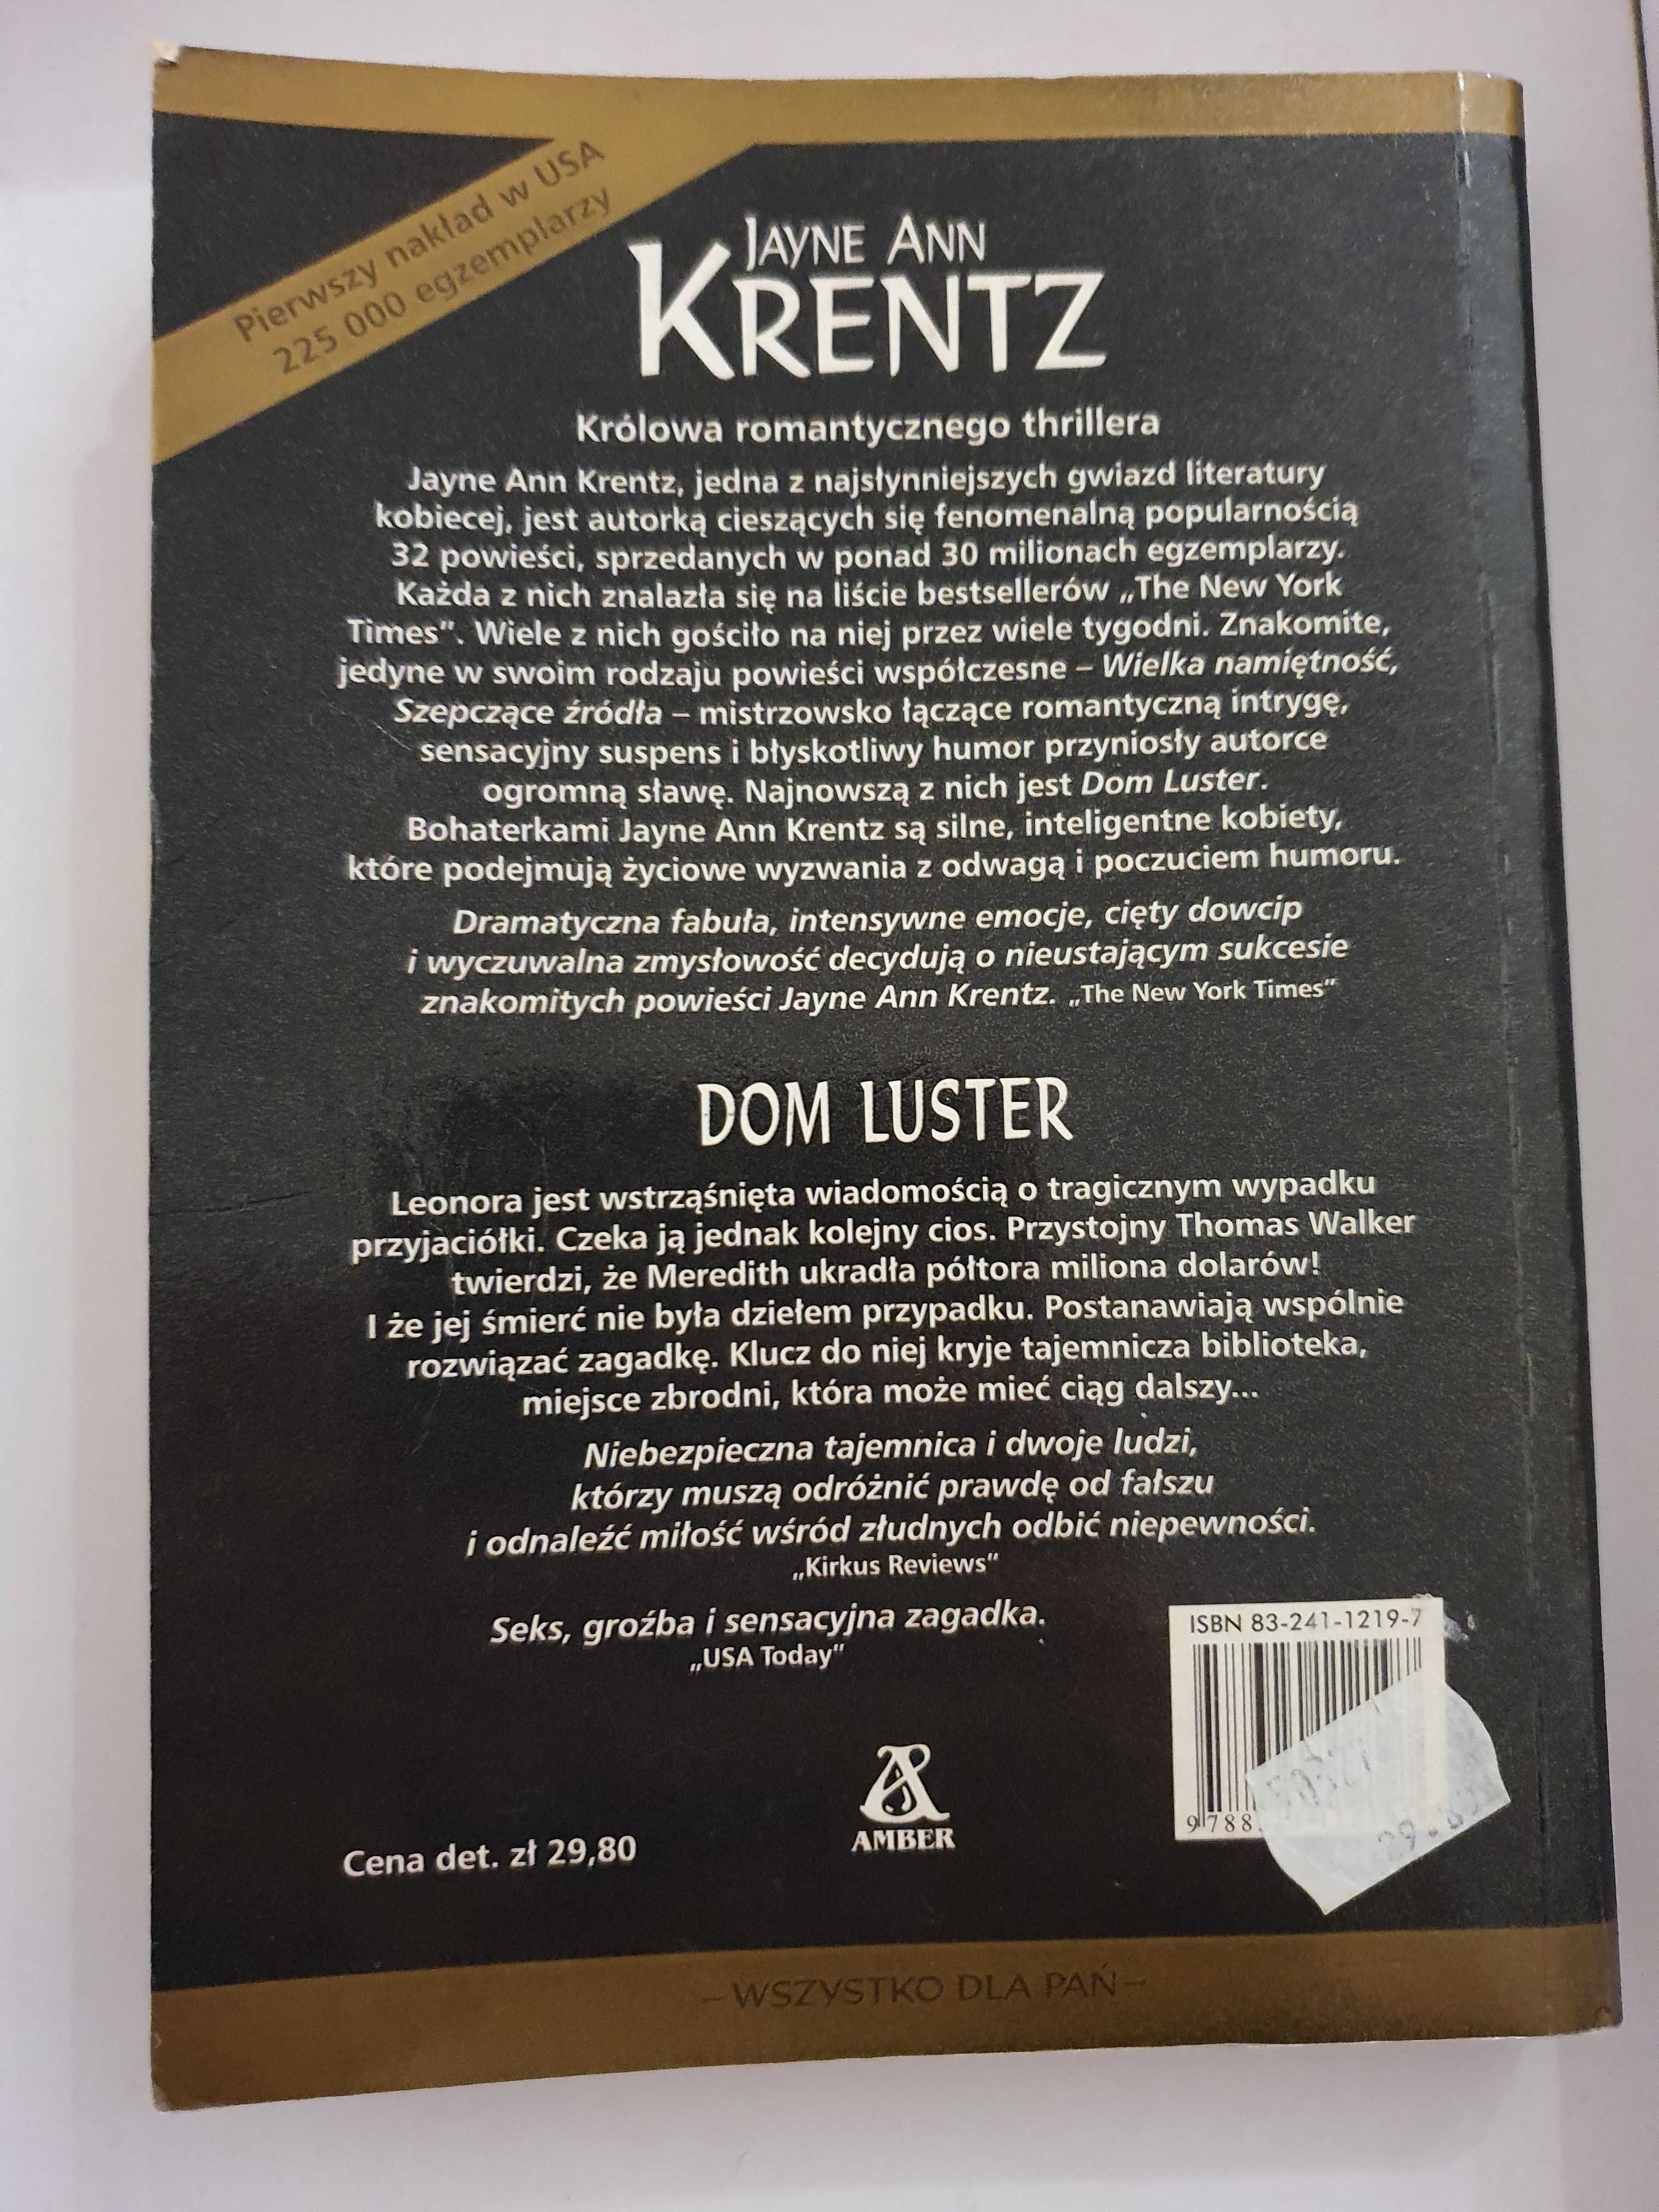 Pierwszy nakład w USA
225 000 egzemplarzy
JAYNE ANN
KRENTZ
Królowa romantycznego thrillera
Jayne Ann Krentz, jedna z najsłynniejszych gwiazd literatury
kobiecej, jest autorką cieszących się fenomenalną popularnością
32 powieści, sprzedanych w ponad 30 milionach egzemplarzy.
Każda z nich znalazła się na liście bestsellerów „The New York
Times”. Wiele z nich gościło na niej przez wiele tygodni. Znakomite,
jedyne w swoim rodzaju powieści współczesne – Wielka namiętność,
Szepczące źródła – mistrzowsko łączące romantyczną intrygę,
sensacyjny suspens i błyskotliwy humor przyniosły autorce
ogromną sławę. Najnowszą z nich jest Dom Luster.
Bohaterkami Jayne Ann Krentz są silne, inteligentne kobiety,
które podejmują życiowe wyzwania z odwagą i poczuciem humoru.
Dramatyczna fabuła, intensywne emocje, cięty dowcip
i wyczuwalna zmysłowość decydują o nieustającym sukcesie
znakomitych powieści Jayne Ann Krentz. „The New York Times”
DOM LUSTER
Leonora jest wstrząśnięta wiadomością o tragicznym wypadku
przyjaciółki. Czeka ją jednak kolejny cios. Przystojny Thomas Walker
twierdzi, że Meredith ukradła półtora miliona dolarów!
I że jej śmierć nie była dziełem przypadku. Postanawiają wspólnie
rozwiązać zagadkę. Klucz do niej kryje tajemnicza biblioteka,
miejsce zbrodni, która może mieć ciąg dalszy...
Niebezpieczna tajemnica i dwoje ludzi,
którzy muszą odróżnić prawdę od fałszu
i odnaleźć miłość wśród złudnych odbić niepewności.
„Kirkus Reviews”
Seks, groźba i sensacyjna zagadka.
„USA Today”
ISBN 83-241-1219-7
9 788
AMBER
Cena det. zł 29,80
– WSZYSTKO DLA PAŃ –